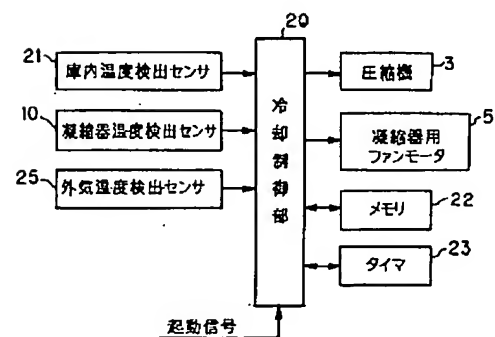 20
21
庫内温度検出センサ
10
凝縮器温度検出センサ
25
外気温度検出センサ
冷却制御部
圧縮機
3
凝縮器用
ファンモータ
5
メモリ
22
タイマ
23
起動信号